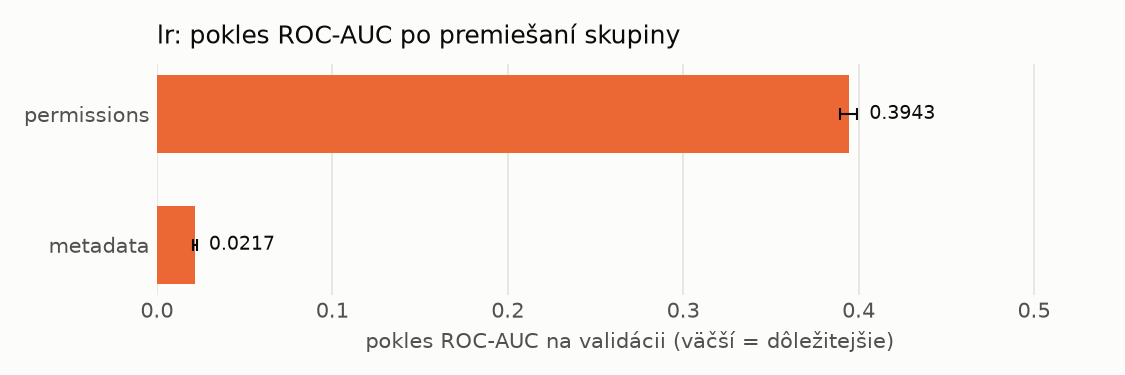 lr: pokles ROC-AUC po premiešaní skupiny
permissions
0.3943
metadata
0.0217
0.0 0.1 0.2 0.3 0.4 0.5
pokles ROC-AUC na validácii (väčší = dôležitejšie)